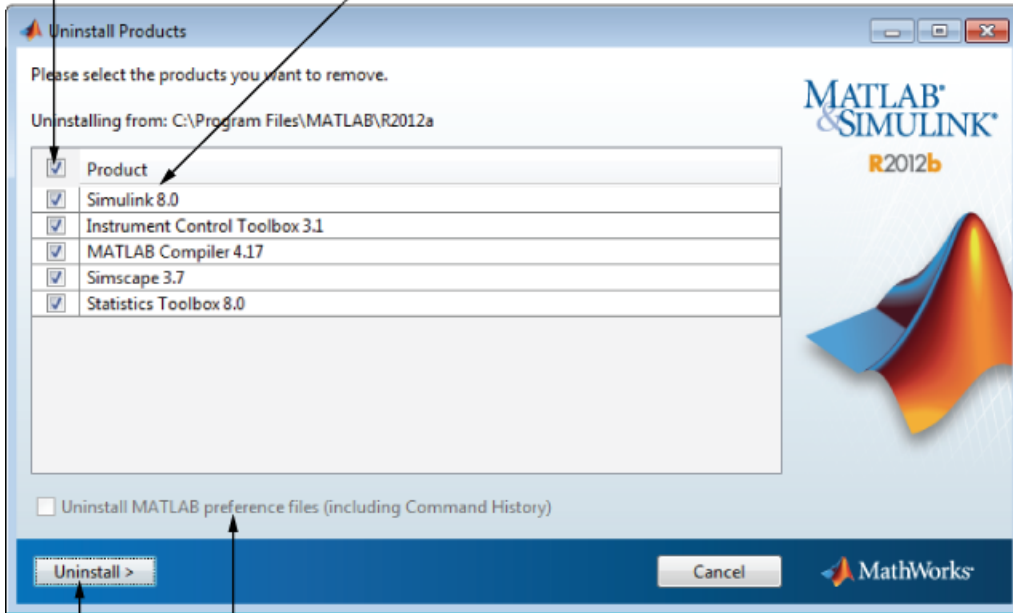 Uninstall Products
Please select the products you want to remove.
Uninstalling from: C:\Program Files\MATLAB\R2012a
MATLAB®
&SIMULINK®
R2012b
Product
Simulink 8.0
Instrument Control Toolbox 3.1
MATLAB Compiler 4.17
Simscape 3.7
Statistics Toolbox 8.0
Uninstall MATLAB preference files (including Command History)
Uninstall >
Cancel
MathWorks®